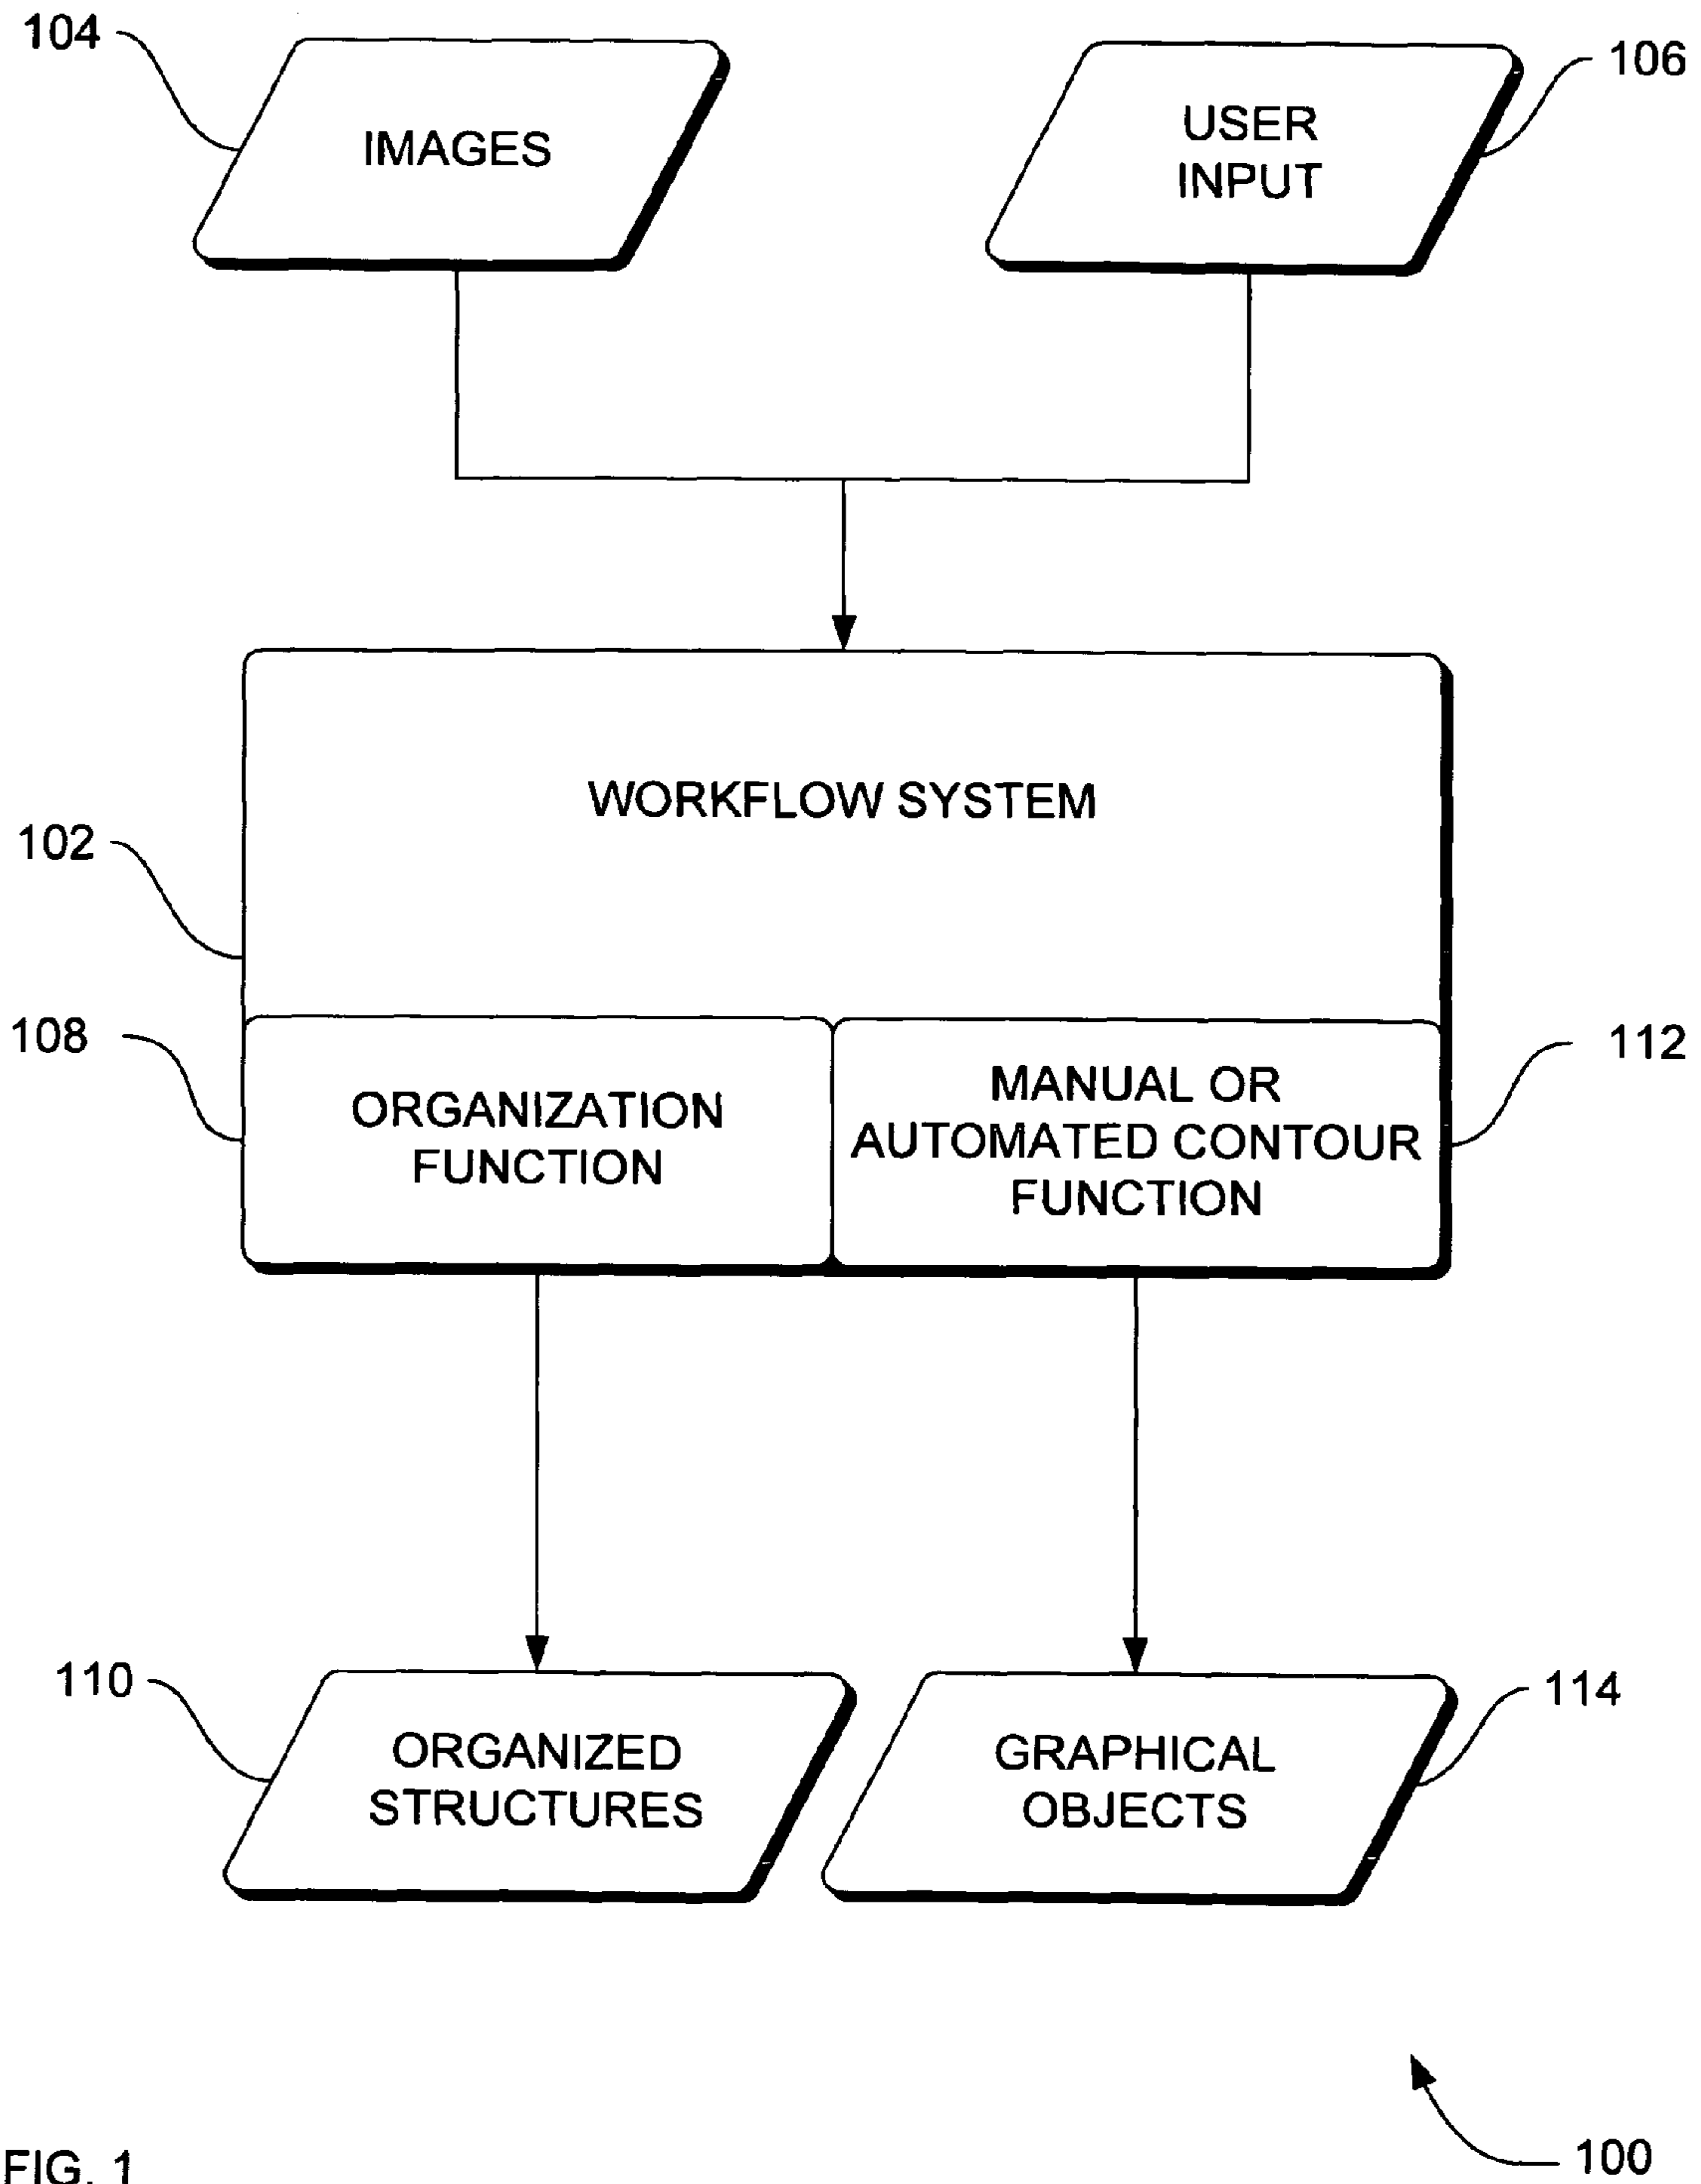 104
IMAGES
USER
INPUT
106
WORKFLOW SYSTEM
102
108
ORGANIZATION
FUNCTION
MANUAL OR
AUTOMATED CONTOUR
FUNCTION
112
110
ORGANIZED
STRUCTURES
GRAPHICAL
OBJECTS
114
100
FIG. 1